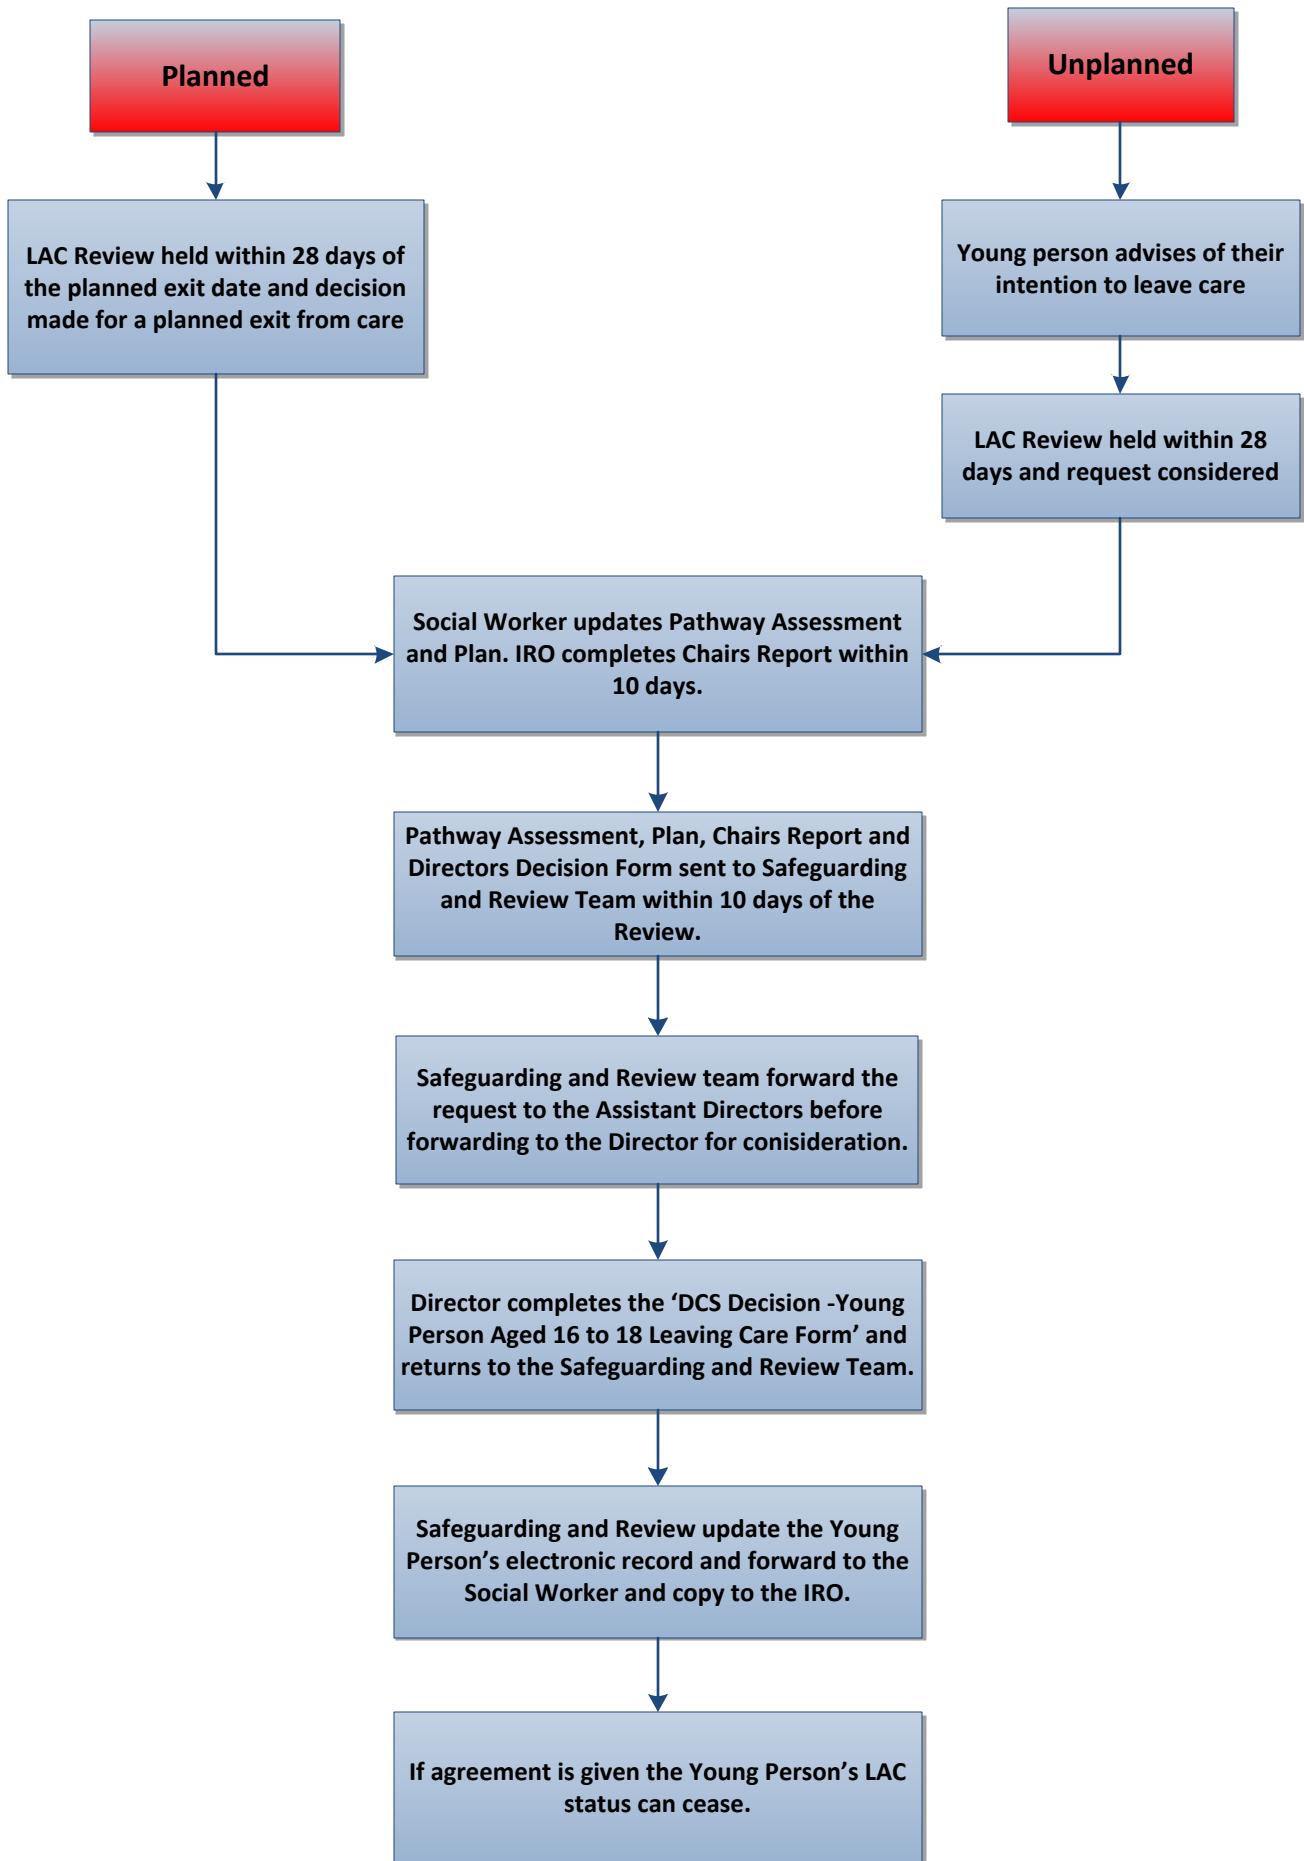 Planned
Unplanned
LAC Review held within 28 days of
the planned exit date and decision
made for a planned exit from care
Young person advises of their
intention to leave care
LAC Review held within 28
days and request considered
Social Worker updates Pathway Assessment
and Plan. IRO completes Chairs Report within
10 days.
Pathway Assessment, Plan, Chairs Report and
Directors Decision Form sent to Safeguarding
and Review Team within 10 days of the
Review.
Safeguarding and Review team forward the
request to the Assistant Directors before
forwarding to the Director for conisideration.
Director completes the ‘DCS Decision -Young
Person Aged 16 to 18 Leaving Care Form’ and
returns to the Safeguarding and Review Team.
Safeguarding and Review update the Young
Person’s electronic record and forward to the
Social Worker and copy to the IRO.
If agreement is given the Young Person’s LAC
status can cease.